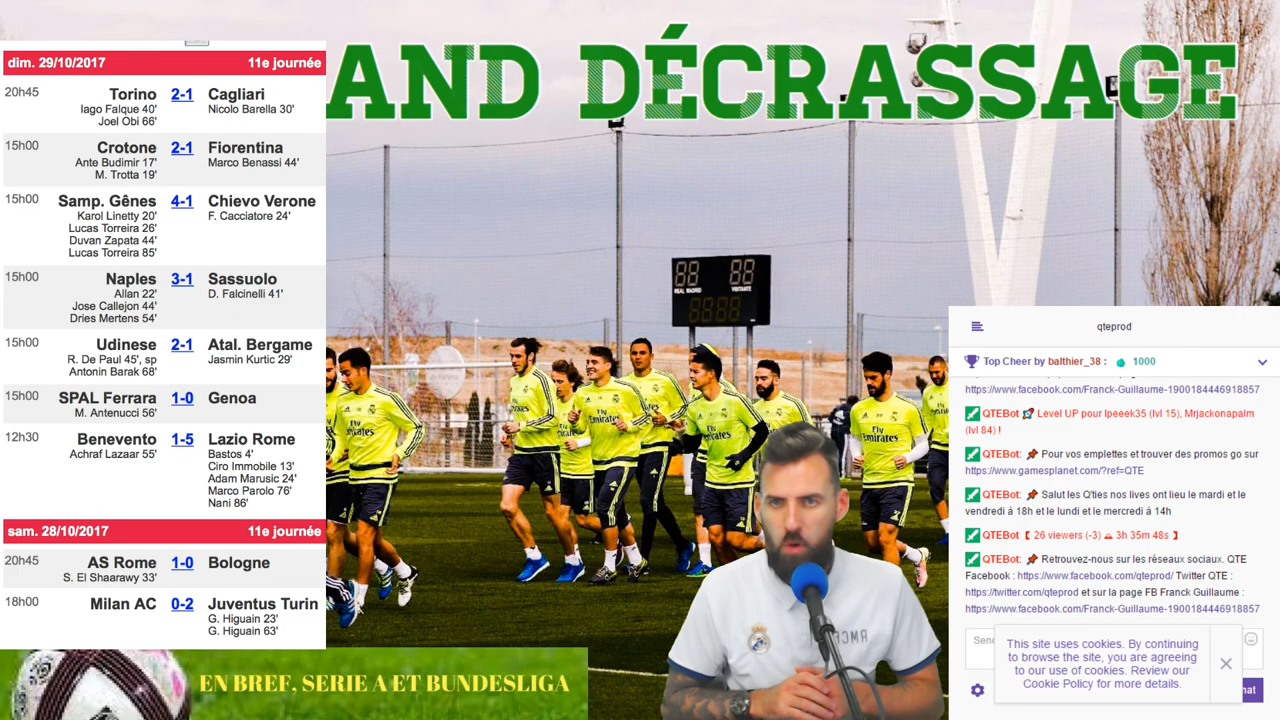 AND DÉCRASSAGE
dim. 29/10/2017 11e journée
20h45 Torino 2-1 Cagliari
Iago Falque 40' Nicolo Barella 30'
Joel Obi 66'
15h00 Crotone 2-1 Fiorentina
Ante Budimir 17' Marco Benassi 44'
M. Trotta 19'
15h00 Samp. Gênes 4-1 Chievo Verone
Karol Linetty 20' F. Cacciatore 24'
Lucas Torreira 26'
Duvan Zapata 44'
Lucas Torreira 85'
15h00 Naples 3-1 Sassuolo
Allan 22' D. Falcinelli 41'
Jose Callejon 44'
Dries Mertens 54'
15h00 Udinese 2-1 Atal. Bergame
R. De Paul 45', sp Jasmin Kurtic 29'
Antonin Barak 68'
15h00 SPAL Ferrara 1-0 Genoa
M. Antenucci 56'
12h30 Benevento 1-5 Lazio Rome
Achraf Lazaar 55' Bastos 4'
Ciro Immobile 13'
Adam Marusic 24'
Marco Parolo 76'
Nani 86'
sam. 28/10/2017 11e journée
20h45 AS Rome 1-0 Bologne
S. El Shaarawy 33'
18h00 Milan AC 0-2 Juventus Turin
G. Higuain 23'
G. Higuain 63'
EN BREF, SERIE A ET BUNDESLIGA
REAL MADRID VISITANTE
Fly
Emirates
Fly
Emirates
Fly
Emirates
Fly
Emirates
qteprod
Top Cheer by balthier_38 : 1000
https://www.facebook.com/Franck-Guillaume-1900184446918857
QTEBot: Level UP pour Ipeeek35 (lvl 15), Mrjackonapalm
(lvl 84) !
QTEBot: Pour vos emplettes et trouver des promos go sur
https://www.gamesplanet.com/?ref=QTE
QTEBot: Salut les Q'ties nos lives ont lieu le mardi et le
vendredi à 18h et le lundi et le mercredi à 14h
QTEBot: 【 26 viewers (-3) 3h 35m 48s 】
QTEBot: Retrouvez-nous sur les réseaux sociaux. QTE
Facebook : https://www.facebook.com/qteprod/ Twitter QTE :
https://twitter.com/qteprod et sur la page FB Franck Guillaume :
https://www.facebook.com/Franck-Guillaume-1900184446918857
This site uses cookies. By continuing
to browse the site, you are agreeing
to our use of cookies. Review our
Cookie Policy for more details.